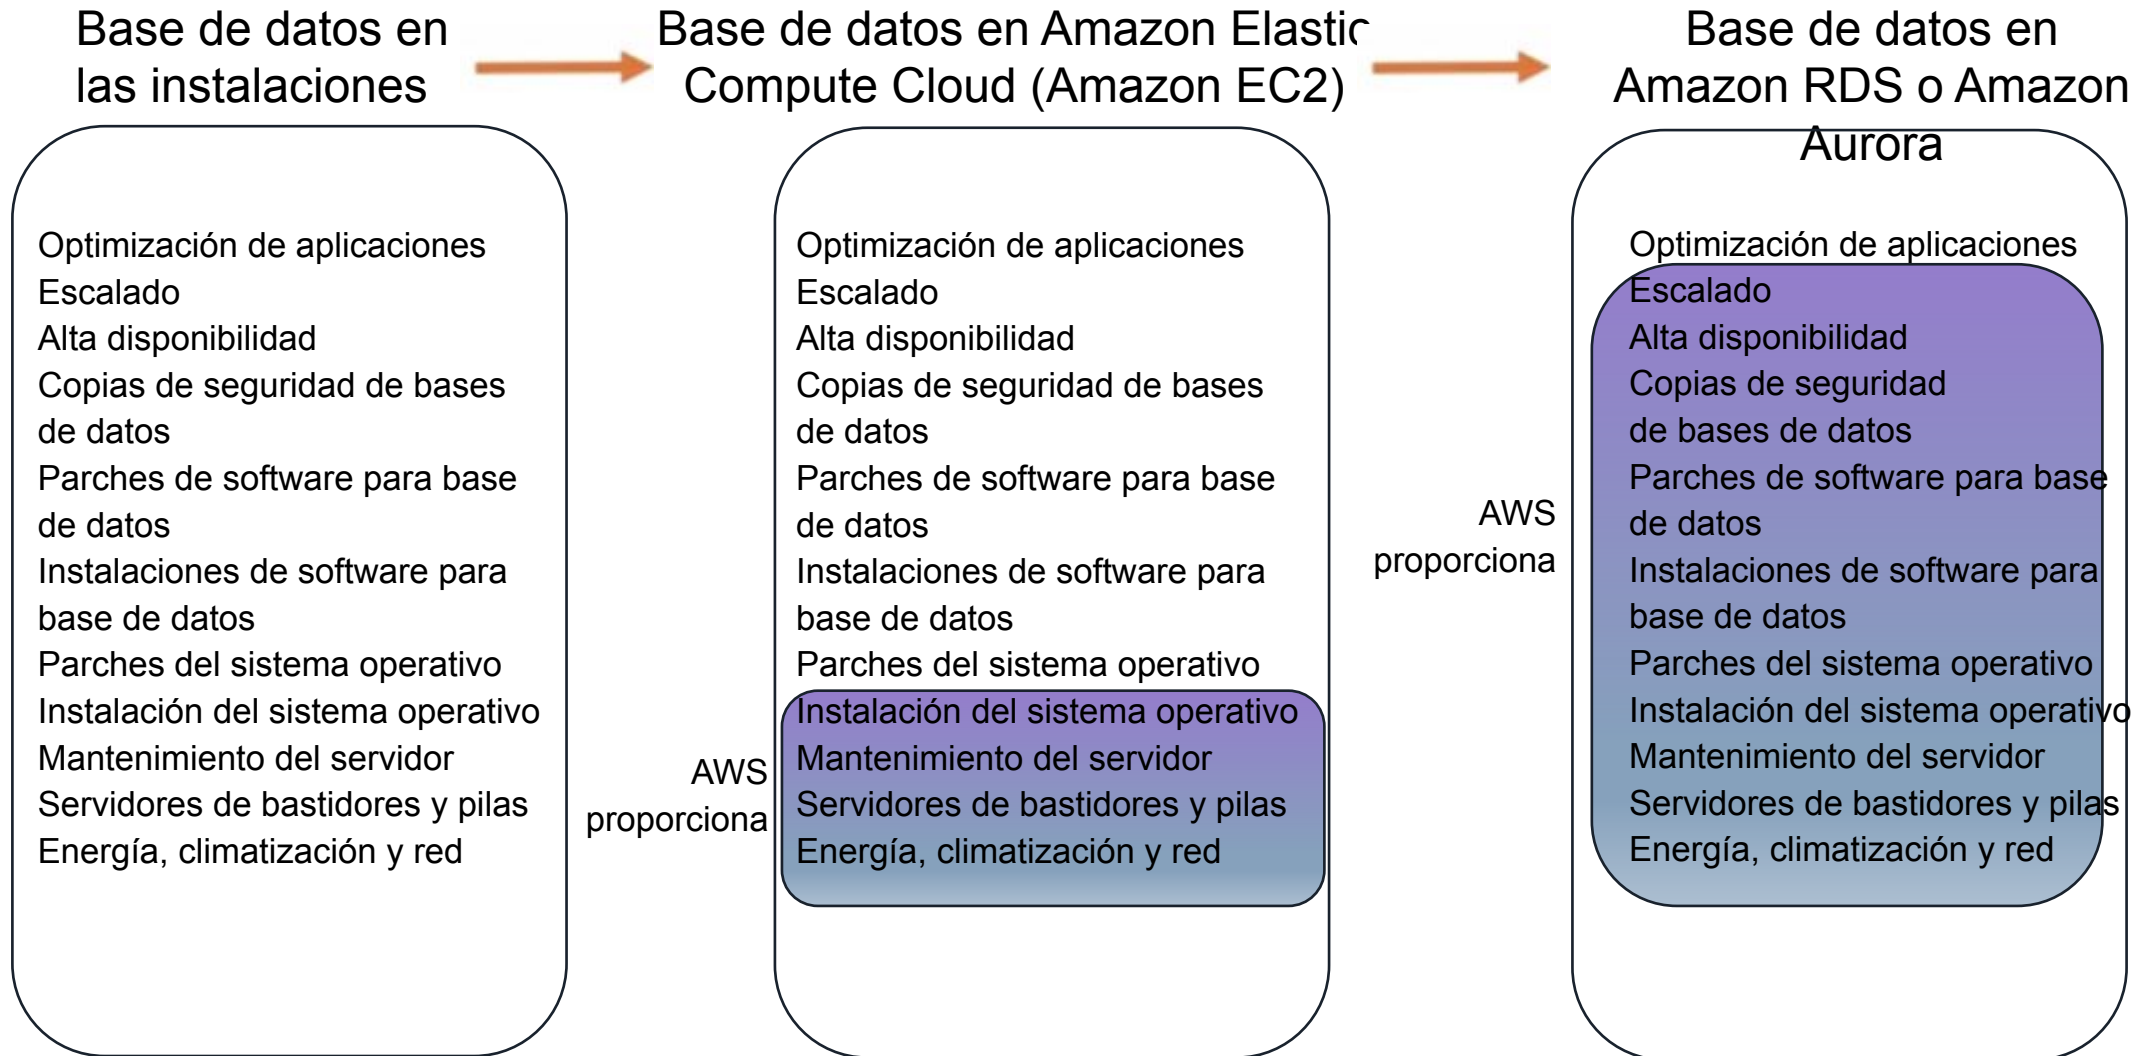 Base de datos en
las instalaciones
Base de datos en Amazon Elastic
Compute Cloud (Amazon EC2)
Base de datos en
Amazon RDS o Amazon
Aurora
Optimización de aplicaciones
Escalado
Alta disponibilidad
Copias de seguridad de bases
de datos
Parches de software para base
de datos
Instalaciones de software para
base de datos
Parches del sistema operativo
Instalación del sistema operativo
Mantenimiento del servidor
Servidores de bastidores y pilas
Energía, climatización y red
AWS
proporciona
Optimización de aplicaciones
Escalado
Alta disponibilidad
Copias de seguridad de bases
de datos
Parches de software para base
de datos
Instalaciones de software para
base de datos
Parches del sistema operativo
Instalación del sistema operativo
Mantenimiento del servidor
Servidores de bastidores y pilas
Energía, climatización y red
AWS
proporciona
Optimización de aplicaciones
Escalado
Alta disponibilidad
Copias de seguridad
de bases de datos
Parches de software para base
de datos
Instalaciones de software para
base de datos
Parches del sistema operativo
Instalación del sistema operativo
Mantenimiento del servidor
Servidores de bastidores y pilas
Energía, climatización y red